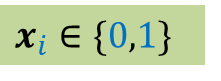 xᵢ ∈ {0,1}